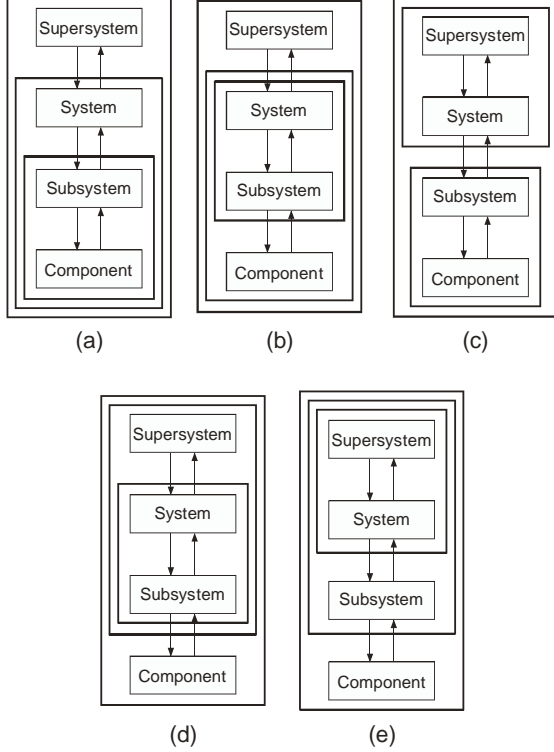 Supersystem
System
Subsystem
Component
(a)
Supersystem
System
Subsystem
Component
(b)
Supersystem
System
Subsystem
Component
(c)
Supersystem
System
Subsystem
Component
(d)
Supersystem
System
Subsystem
Component
(e)